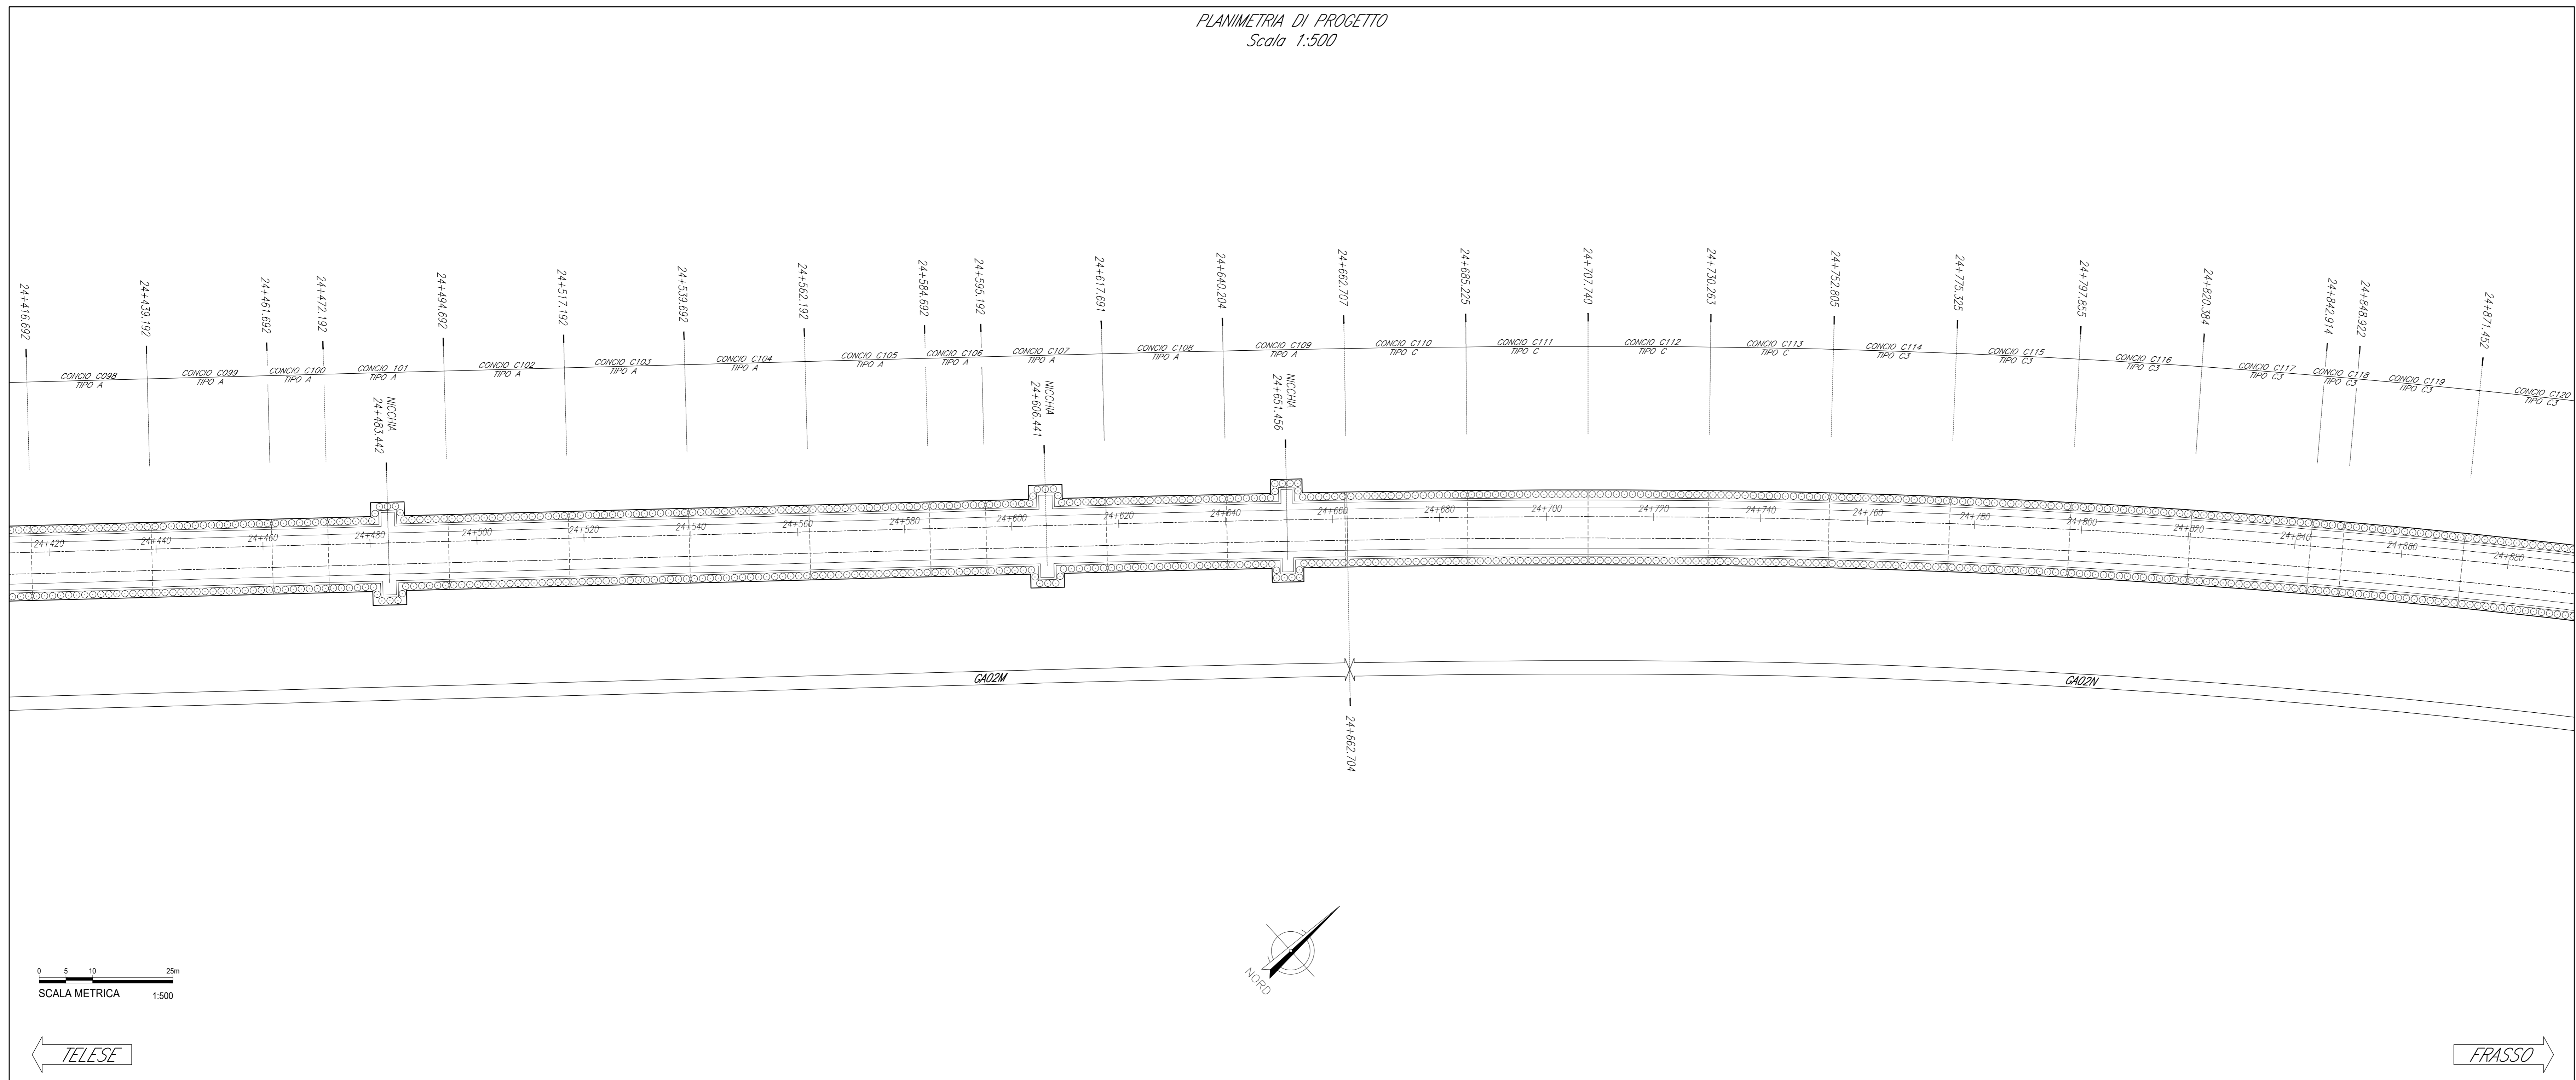 PLANIMETRIA DI PROGETTO
Scala 1:500
24+416.692
24+439.192
24+461.692
24+472.192
24+494.692
24+517.192
24+539.692
24+562.192
24+584.692
24+595.192
24+617.691
24+640.204
24+662.707
24+685.225
24+707.740
24+730.263
24+752.805
24+775.325
24+797.855
24+820.384
24+842.914
24+848.922
24+871.452
CONCIO C098
TIPO A
CONCIO C099
TIPO A
CONCIO C100
TIPO A
CONCIO 101
TIPO A
CONCIO C102
TIPO A
CONCIO C103
TIPO A
CONCIO C104
TIPO A
CONCIO C105
TIPO A
CONCIO C106
TIPO A
CONCIO C107
TIPO A
CONCIO C108
TIPO A
CONCIO C109
TIPO A
CONCIO C110
TIPO C
CONCIO C111
TIPO C
CONCIO C112
TIPO C
CONCIO C113
TIPO C
CONCIO C114
TIPO C3
CONCIO C115
TIPO C3
CONCIO C116
TIPO C3
CONCIO C117
TIPO C3
CONCIO C118
TIPO C3
CONCIO C119
TIPO C3
CONCIO C120
TIPO C3
NICCHIA
24+483.442
NICCHIA
24+606.441
NICCHIA
24+651.456
24+420
24+440
24+460
24+480
24+500
24+520
24+540
24+560
24+580
24+600
24+620
24+640
24+660
24+680
24+700
24+720
24+740
24+760
24+780
24+800
24+820
24+840
24+860
24+880
GA02M
GA02N
24+662.704
NORD
0 5 10 25m
SCALA METRICA 1:500
TELESE
FRASSO